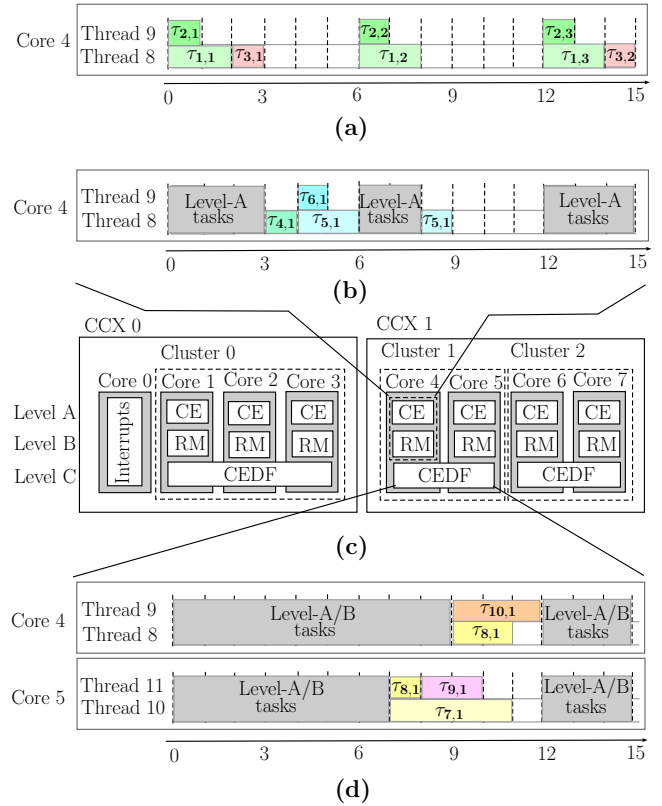 Core 4
Thread 9
Thread 8
τ2,1 τ2,2 τ2,3
τ1,1 τ3,1 τ1,2 τ1,3 τ3,2
0 3 6 9 12 15
(a)
Core 4
Thread 9
Thread 8
Level-A tasks
τ6,1
τ4,1 τ5,1
Level-A tasks
τ5,1
Level-A tasks
0 3 6 9 12 15
(b)
CCX 0
CCX 1
Cluster 0
Cluster 1
Cluster 2
Core 0 Core 1 Core 2 Core 3 Core 4 Core 5 Core 6 Core 7
Level A
Level B
Level C
Interrupts
CE CE CE CE CE CE CE
RM RM RM RM RM RM RM
CEDF CEDF CEDF
(c)
Core 4
Thread 9
Thread 8
Level-A/B tasks
τ10,1
τ8,1
Level-A/B tasks
Core 5
Thread 11
Thread 10
Level-A/B tasks
τ8,1 τ9,1
τ7,1
Level-A/B tasks
0 3 6 9 12 15
(d)